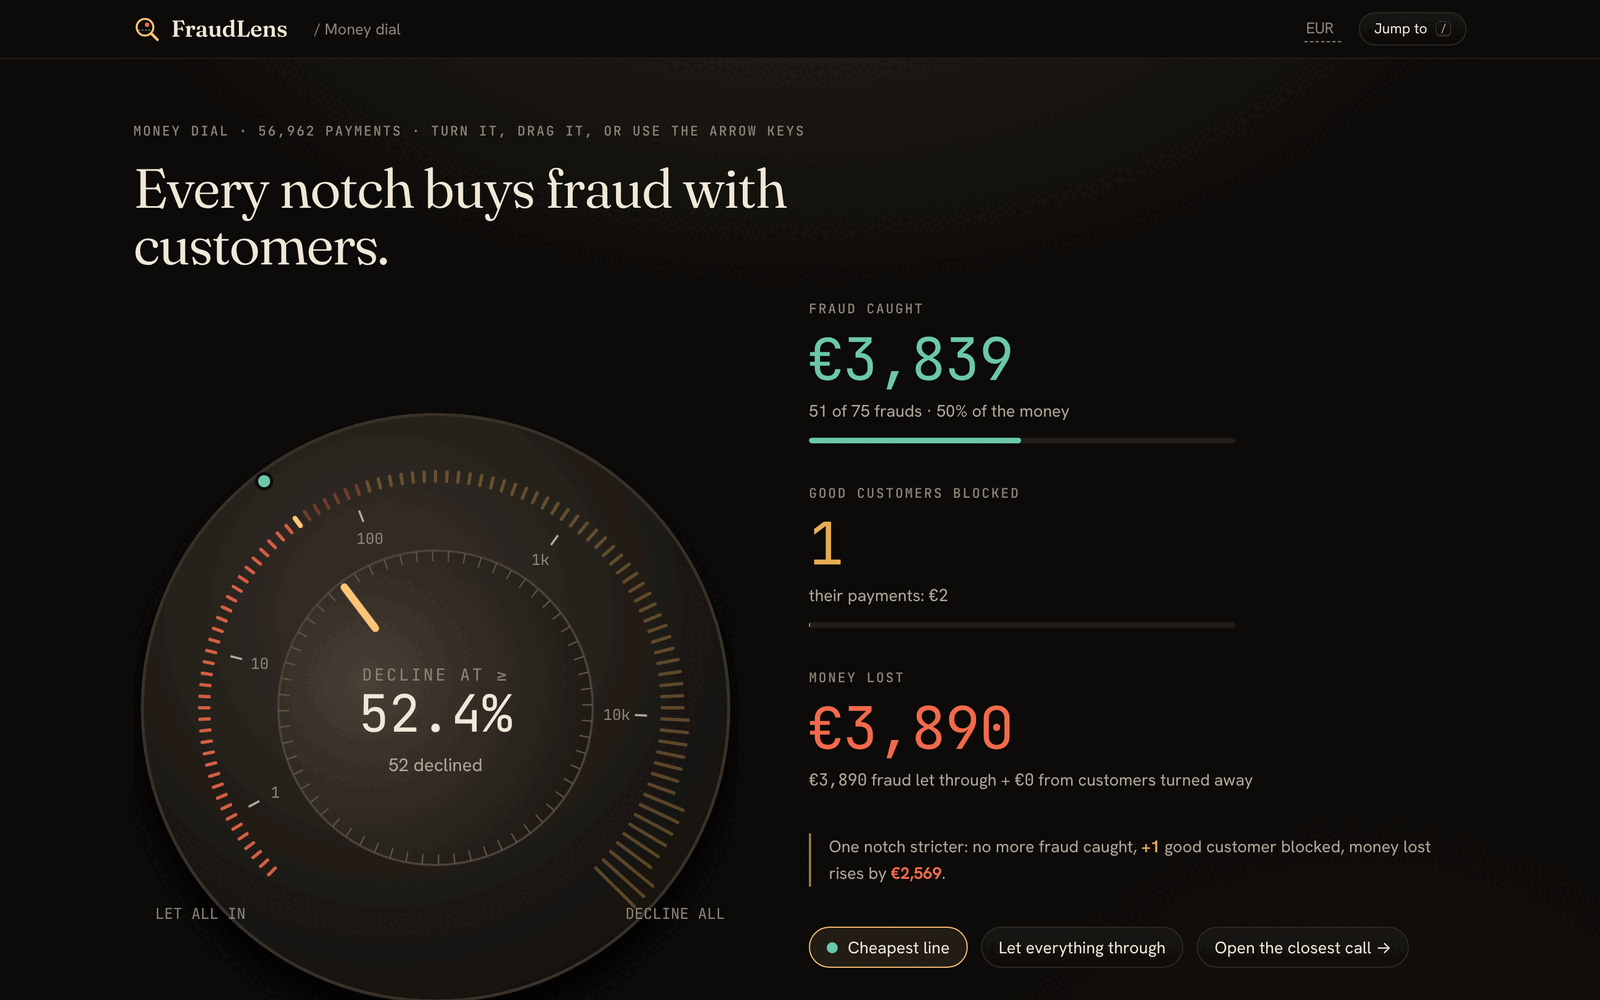 FraudLens
/ Money dial
EUR
Jump to /
MONEY DIAL · 56,962 PAYMENTS · TURN IT, DRAG IT, OR USE THE ARROW KEYS
Every notch buys fraud with
customers.
100
1k
10
10k
1
DECLINE AT ≥
52.4%
52 declined
LET ALL IN
DECLINE ALL
FRAUD CAUGHT
€3,839
51 of 75 frauds · 50% of the money
GOOD CUSTOMERS BLOCKED
1
their payments: €2
MONEY LOST
€3,890
€3,890 fraud let through + €0 from customers turned away
One notch stricter: no more fraud caught, +1 good customer blocked, money lost
rises by €2,569.
Cheapest line
Let everything through
Open the closest call →